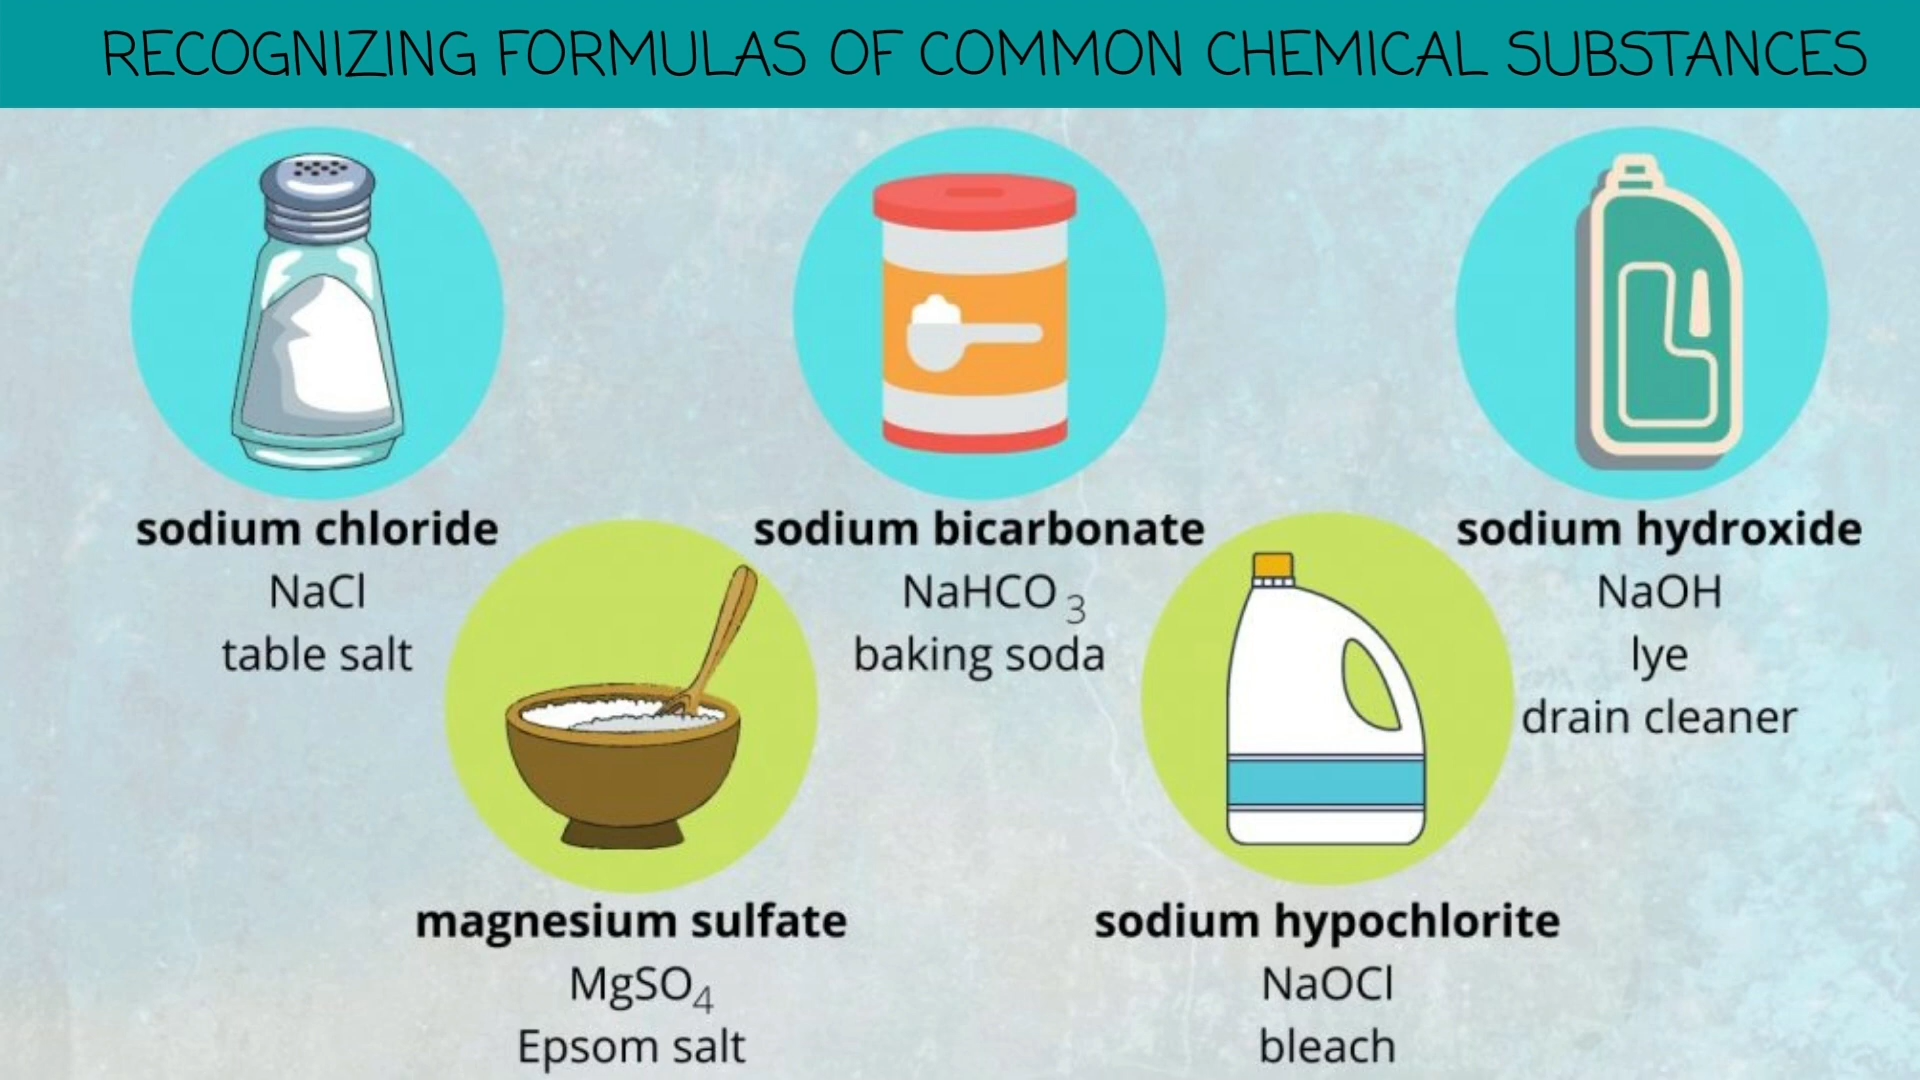 RECOGNIZING FORMULAS OF COMMON CHEMICAL SUBSTANCES
sodium chloride
NaCl
table salt
sodium bicarbonate
NaHCO3
baking soda
sodium hydroxide
NaOH
lye
drain cleaner
magnesium sulfate
MgSO4
Epsom salt
sodium hypochlorite
NaOCl
bleach